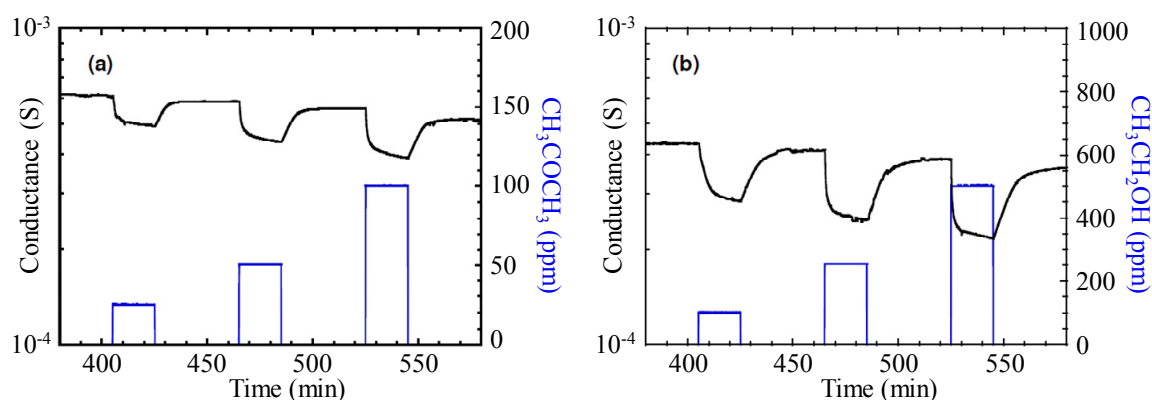 10⁻³
(a)
Conductance (S)
10⁻⁴
400
450
500
550
Time (min)
200
150
100
50
0
CH₃COCH₃ (ppm)
10⁻³
(b)
Conductance (S)
10⁻⁴
400
450
500
550
Time (min)
1000
800
600
400
200
0
CH₃CH₂OH (ppm)